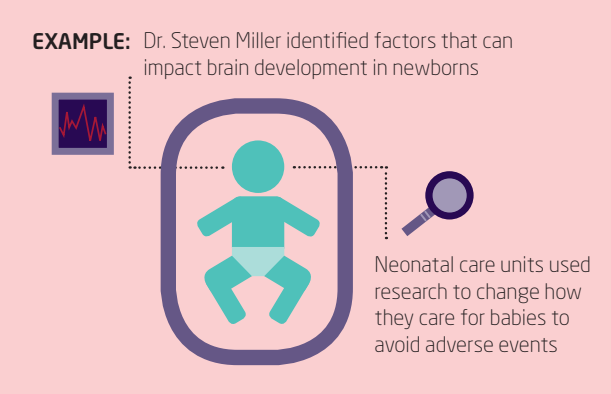 EXAMPLE: Dr. Steven Miller identified factors that can
impact brain development in newborns
Neonatal care units used
research to change how
they care for babies to
avoid adverse events